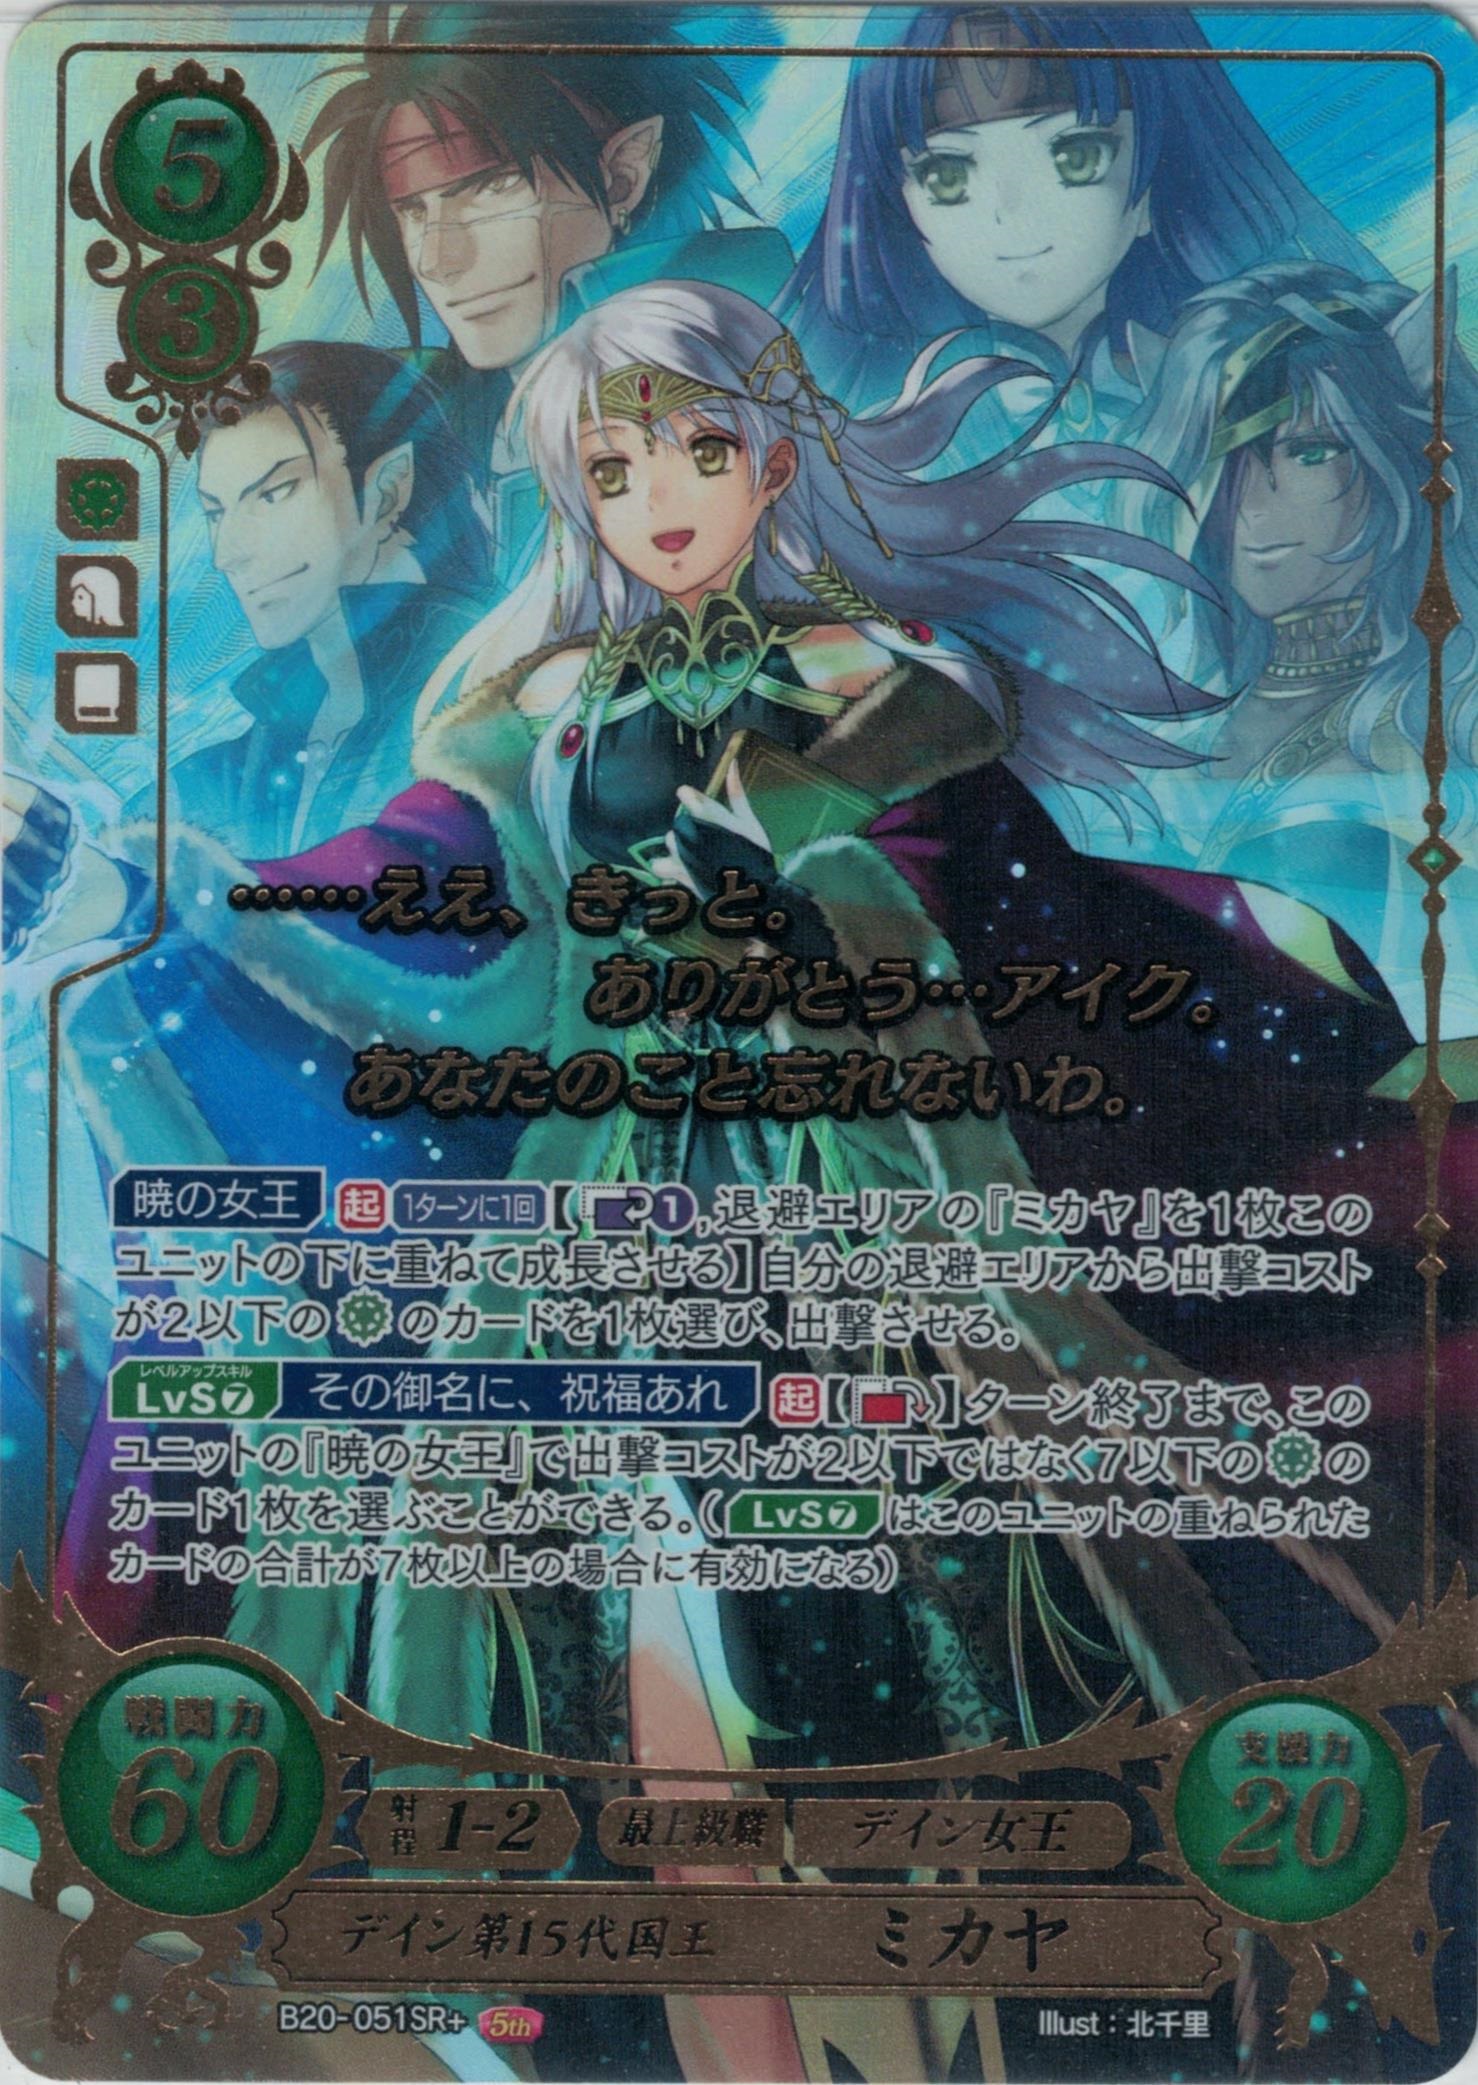 5
3
……ええ、きっと。
ありがとう…アイク。
あなたのこと忘れないわ。
暁の女王 起 1ターンに1回【1,退避エリアの『ミカヤ』を1枚この
ユニットの下に重ねて成長させる】自分の退避エリアから出撃コスト
が2以下の のカードを1枚選び、出撃させる。
レベルアップスキル
LvS7 その御名に、祝福あれ 起【】ターン終了まで、この
ユニットの『暁の女王』で出撃コストが2以下ではなく7以下の の
カード1枚を選ぶことができる。(LvS7はこのユニットの重ねられた
カードの合計が7枚以上の場合に有効になる)
戦闘力
60
射程 1-2 最上級職 デイン女王
支援力
20
デイン第15代国王 ミカヤ
B20-051SR+ 5th Illust：北千里